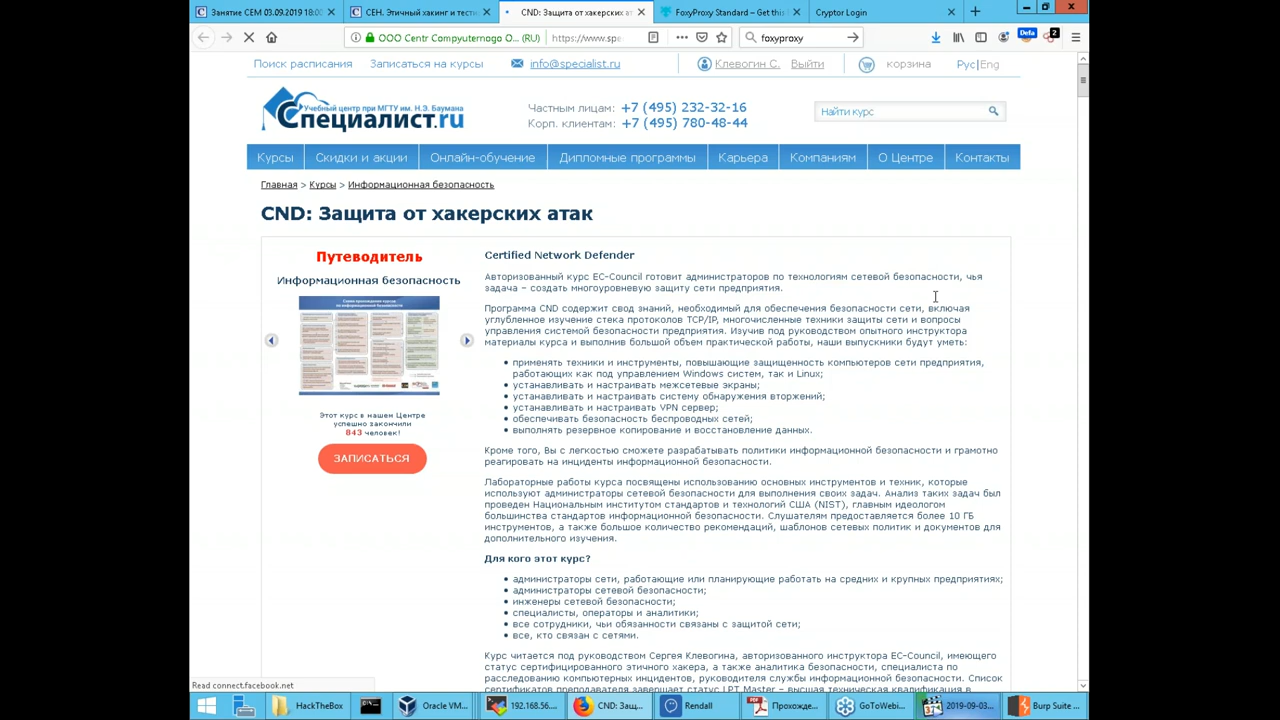 Занятие CEM 03.09.2019 18:00
CEH. Этичный хакинг и тести
CND: Защита от хакерских ат
FoxyProxy Standard – Get this
Cryptor Login
ООО Centr Compyuternogo O... (RU)
https://www.spe
foxyproxy
Defa
2
Поиск расписания
Записаться на курсы
info@specialist.ru
Клевогин С.
Выйти
корзина
Рус|Eng
Учебный центр при МГТУ им. Н.Э. Баумана
Специалист.ru
Частным лицам: +7 (495) 232-32-16
Корп. клиентам: +7 (495) 780-48-44
Найти курс
Курсы
Скидки и акции
Онлайн-обучение
Дипломные программы
Карьера
Компаниям
О Центре
Контакты
Главная > Курсы > Информационная безопасность
CND: Защита от хакерских атак
Путеводитель
Информационная безопасность
Этот курс в нашем Центре
успешно закончили
843 человек!
ЗАПИСАТЬСЯ
Certified Network Defender
Авторизованный курс EC-Council готовит администраторов по технологиям сетевой безопасности, чья
задача – создать многоуровневую защиту сети предприятия.
Программа CND содержит свод знаний, необходимый для обеспечения безопасности сети, включая
углубленное изучение стека протоколов TCP/IP, многочисленные техники защиты сети и вопросы
управления системой безопасности предприятия. Изучив под руководством опытного инструктора
материалы курса и выполнив большой объем практической работы, наши выпускники будут уметь:
• применять техники и инструменты, повышающие защищенность компьютеров сети предприятия,
работающих как под управлением Windows систем, так и Linux;
• устанавливать и настраивать межсетевые экраны;
• устанавливать и настраивать систему обнаружения вторжений;
• устанавливать и настраивать VPN сервер;
• обеспечивать безопасность беспроводных сетей;
• выполнять резервное копирование и восстановление данных.
Кроме того, Вы с легкостью сможете разрабатывать политики информационной безопасности и грамотно
реагировать на инциденты информационной безопасности.
Лабораторные работы курса посвящены использованию основных инструментов и техник, которые
используют администраторы сетевой безопасности для выполнения своих задач. Анализ таких задач был
проведен Национальным институтом стандартов и технологий США (NIST), главным идеологом
большинства стандартов информационной безопасности. Слушателям предоставляется более 10 ГБ
инструментов, а также большое количество рекомендаций, шаблонов сетевых политик и документов для
дополнительного изучения.
Для кого этот курс?
• администраторы сети, работающие или планирующие работать на средних и крупных предприятиях;
• администраторы сетевой безопасности;
• инженеры сетевой безопасности;
• специалисты, операторы и аналитики;
• все сотрудники, чьи обязанности связаны с защитой сети;
• все, кто связан с сетями.
Курс читается под руководством Сергея Клевогина, авторизованного инструктора EC-Council, имеющего
статус сертифицированного этичного хакера, а также аналитика безопасности, специалиста по
расследованию компьютерных инцидентов, руководителя службы информационной безопасности. Список
сертификатов преподавателя завершает статус LPT Master – высшая техническая квалификация в
Read connect.facebook.net
HackTheBox
Oracle VM...
192.168.56....
CND: Защ...
Rendall
Прохожде...
GoToWebi...
2019-09-03...
Burp Suite ...